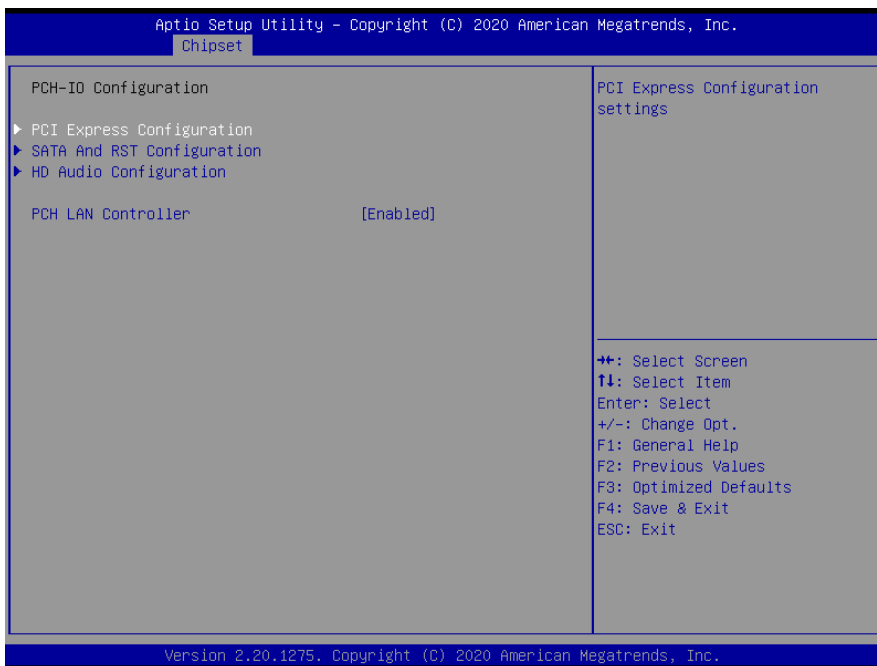 Aptio Setup Utility – Copyright (C) 2020 American Megatrends, Inc.
Chipset
PCH-IO Configuration
PCI Express Configuration
SATA And RST Configuration
HD Audio Configuration
PCH LAN Controller [Enabled]
PCI Express Configuration
settings
→←: Select Screen
↑↓: Select Item
Enter: Select
+/-: Change Opt.
F1: General Help
F2: Previous Values
F3: Optimized Defaults
F4: Save & Exit
ESC: Exit
Version 2.20.1275. Copyright (C) 2020 American Megatrends, Inc.